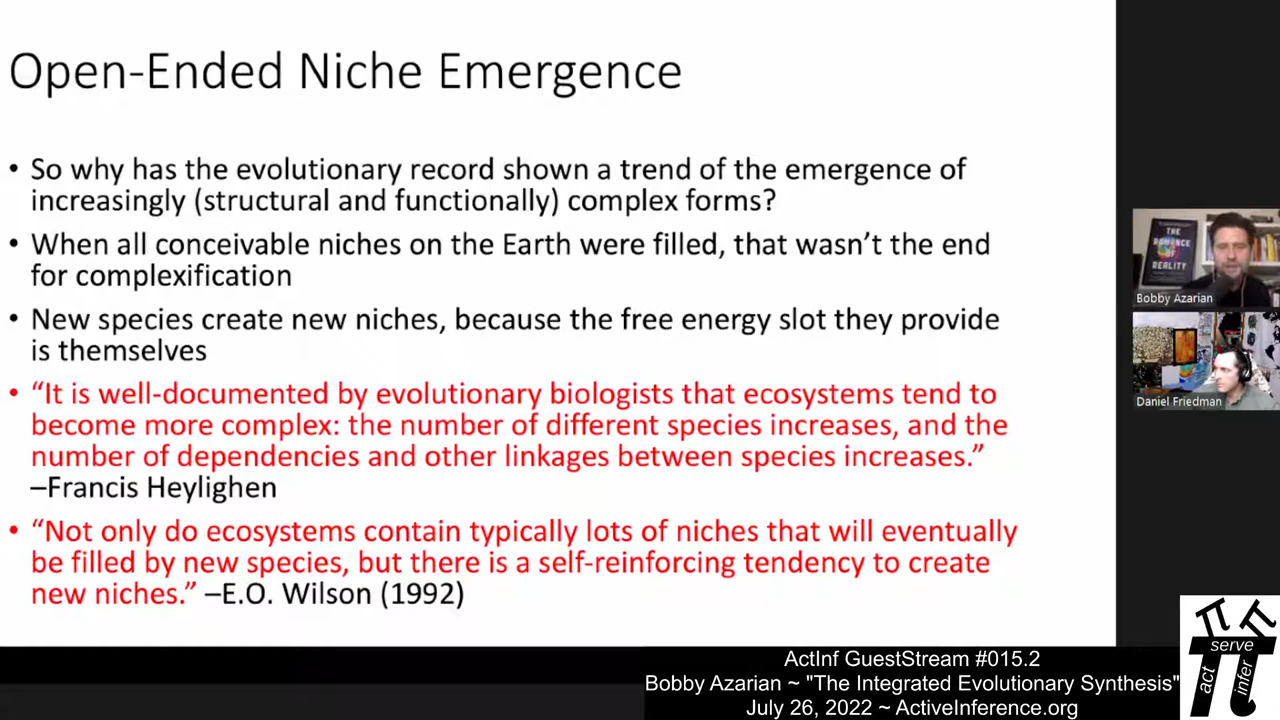 Open-Ended Niche Emergence
• So why has the evolutionary record shown a trend of the emergence of
increasingly (structural and functionally) complex forms?
• When all conceivable niches on the Earth were filled, that wasn't the end
for complexification
• New species create new niches, because the free energy slot they provide
is themselves
• “It is well-documented by evolutionary biologists that ecosystems tend to
become more complex: the number of different species increases, and the
number of dependencies and other linkages between species increases.”
–Francis Heylighen
• “Not only do ecosystems contain typically lots of niches that will eventually
be filled by new species, but there is a self-reinforcing tendency to create
new niches.” –E.O. Wilson (1992)
THE
ROMANCE
OF
REALITY
Bobby Azarian
Daniel Friedman
ActInf GuestStream #015.2
Bobby Azarian ~ "The Integrated Evolutionary Synthesis"
July 26, 2022 ~ ActiveInference.org
π π
serve
π
act
infer